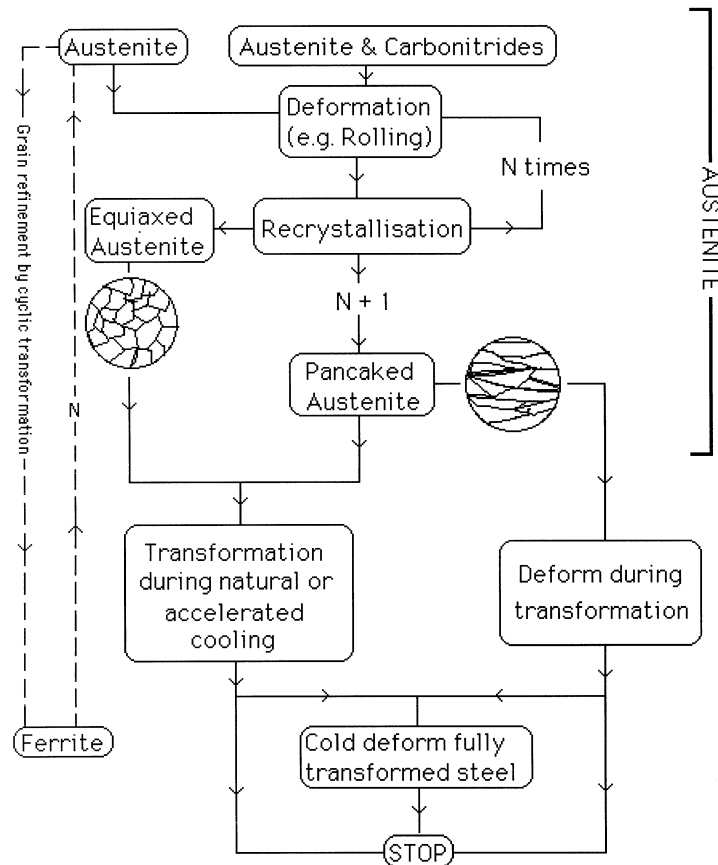 Austenite
Austenite & Carbonitrides
Deformation
(e.g. Rolling)
N times
Equiaxed
Austenite
Recrystallisation
N + 1
Pancaked
Austenite
AUSTENITE
Grain refinement by cyclic transformation
N
Transformation
during natural or
accelerated
cooling
Deform during
transformation
Ferrite
Cold deform fully
transformed steel
STOP